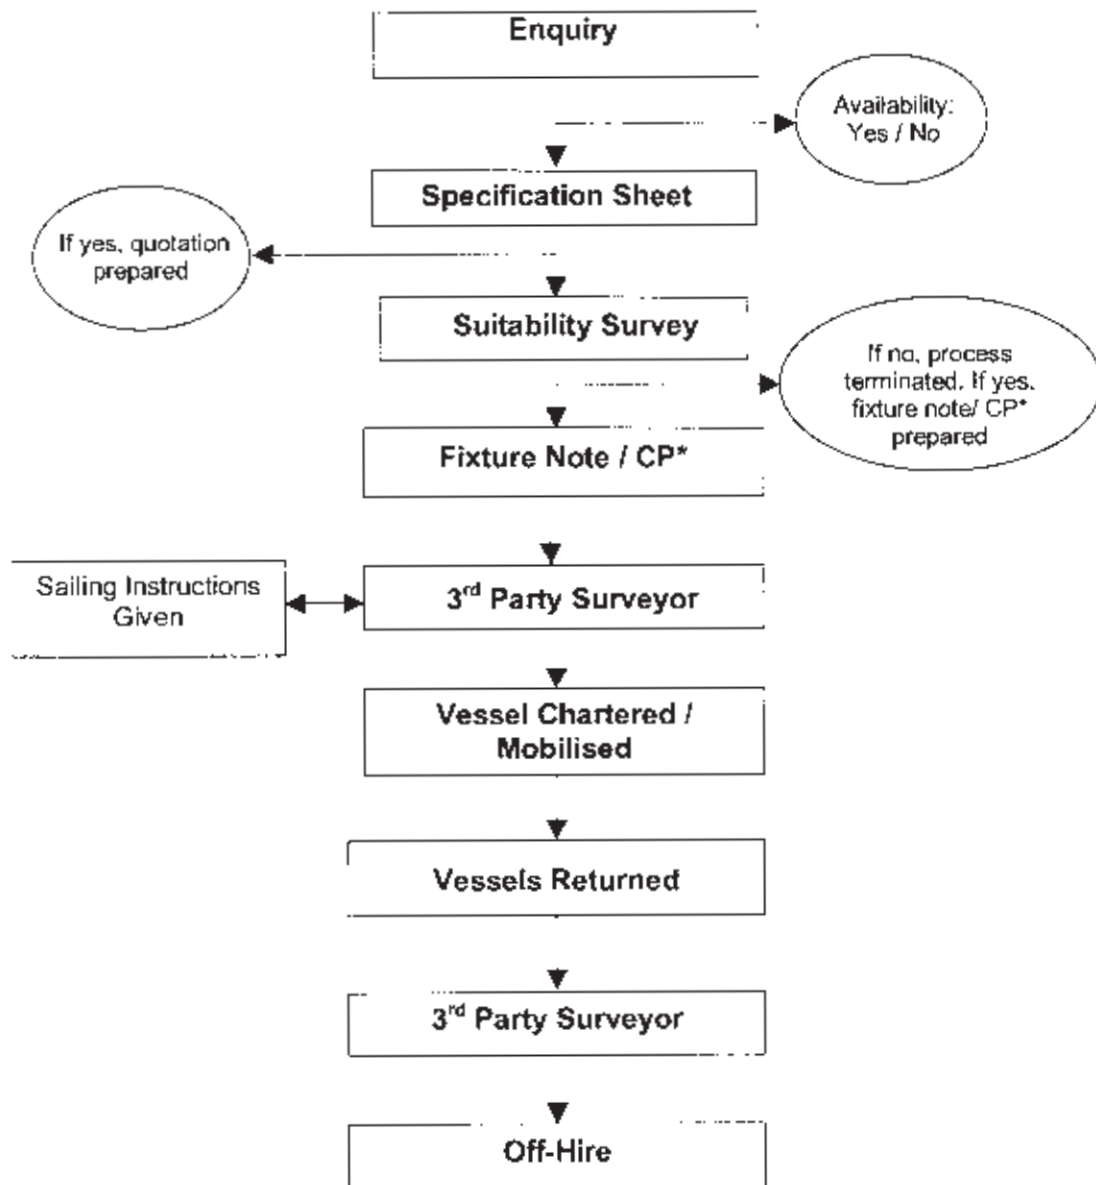 Enquiry
Availability:
Yes / No
Specification Sheet
If yes, quotation
prepared
Suitability Survey
If no, process
terminated. If yes,
fixture note/ CP*
prepared
Fixture Note / CP*
Sailing Instructions
Given
3rd Party Surveyor
Vessel Chartered /
Mobilised
Vessels Returned
3rd Party Surveyor
Off-Hire